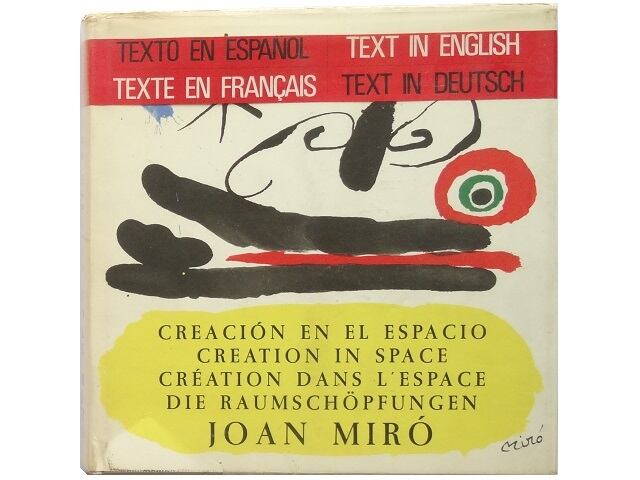 TEXTO EN ESPAÑOL
TEXT IN ENGLISH
TEXTE EN FRANÇAIS
TEXT IN DEUTSCH
CREACIÓN EN EL ESPACIO
CREATION IN SPACE
CRÉATION DANS L'ESPACE
DIE RAUMSCHÖPFUNGEN
JOAN MIRÓ
Miró